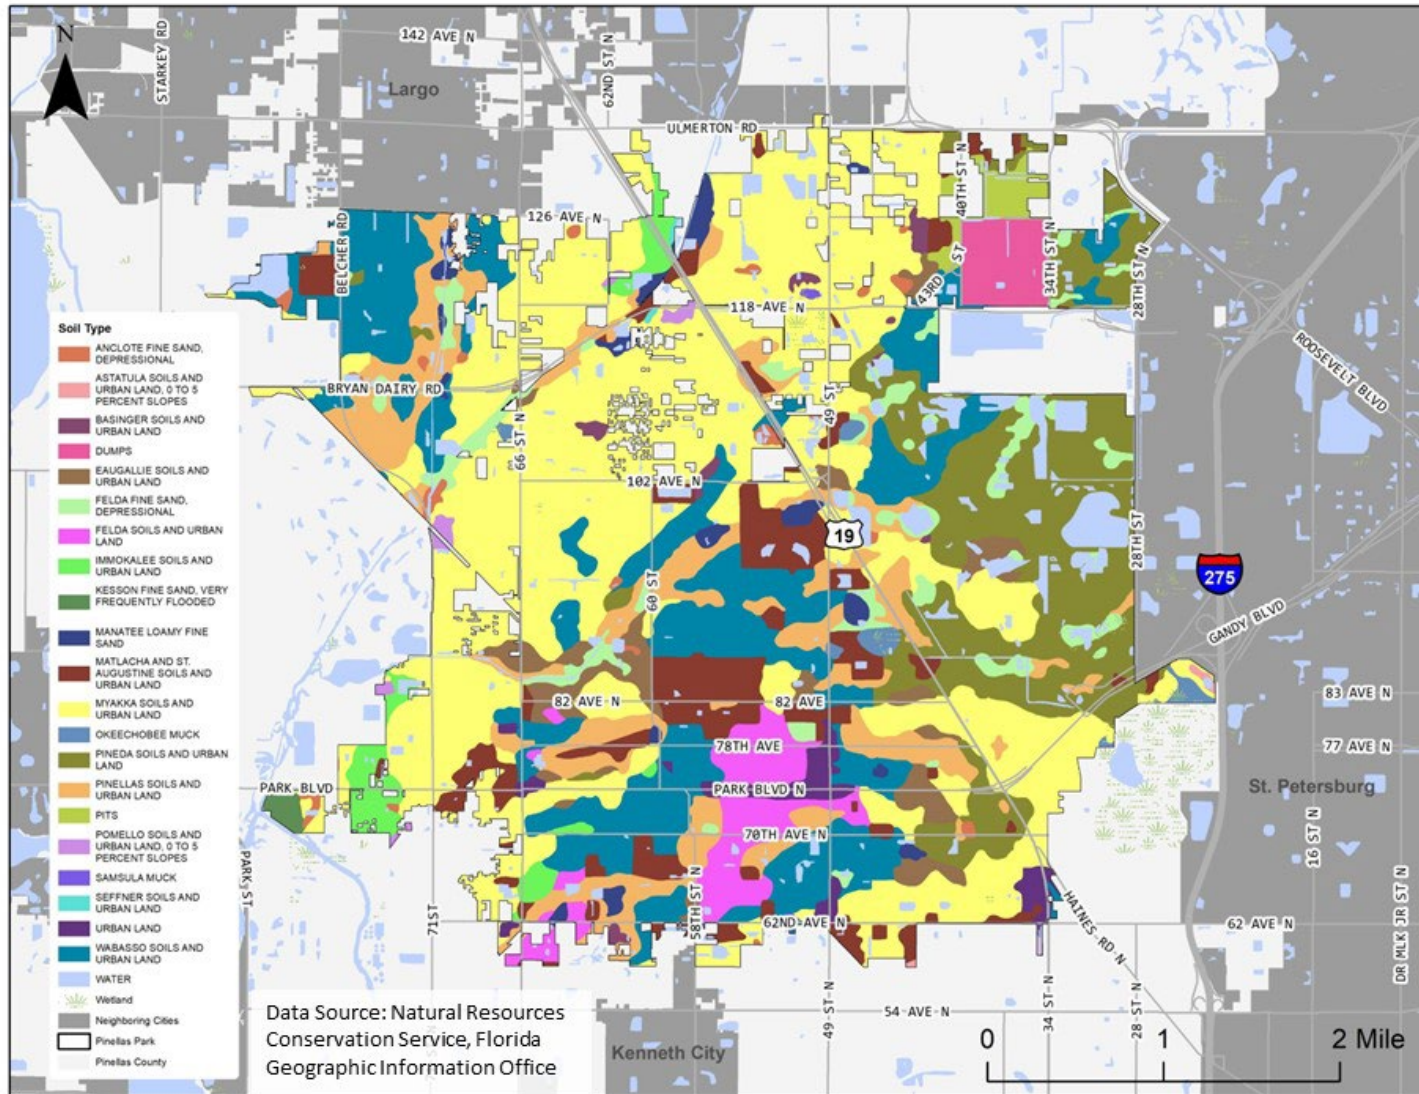 N
142 AVE N
STARKEY RD
62ND ST N
Largo
ULMERTON RD
40TH ST N
126 AVE N
BELCHER RD
43RD ST
34TH ST N
28TH ST N
118 AVE N
ROOSEVELT BLVD
BRYAN DAIRY RD
49 ST
66 ST N
102 AVE N
19
28TH ST
275
60 ST
GANDY BLVD
82 AVE N
82 AVE
83 AVE N
78TH AVE
77 AVE N
PARK BLVD
PARK BLVD N
St. Petersburg
70TH AVE N
16 ST N
PARK ST
71ST
58TH ST N
62ND AVE N
HAINES RD N
62 AVE N
DR MLK JR ST N
49 ST N
54 AVE N
34 ST N
28 ST N
Kenneth City
Soil Type
ANCLOTE FINE SAND,
DEPRESSIONAL
ASTATULA SOILS AND
URBAN LAND, 0 TO 5
PERCENT SLOPES
BASINGER SOILS AND
URBAN LAND
DUMPS
EAUGALLIE SOILS AND
URBAN LAND
FELDA FINE SAND,
DEPRESSIONAL
FELDA SOILS AND URBAN
LAND
IMMOKALEE SOILS AND
URBAN LAND
KESSON FINE SAND, VERY
FREQUENTLY FLOODED
MANATEE LOAMY FINE
SAND
MATLACHA AND ST.
AUGUSTINE SOILS AND
URBAN LAND
MYAKKA SOILS AND
URBAN LAND
OKEECHOBEE MUCK
PINEDA SOILS AND URBAN
LAND
PINELLAS SOILS AND
URBAN LAND
PITS
POMELLO SOILS AND
URBAN LAND, 0 TO 5
PERCENT SLOPES
SAMSULA MUCK
SEFFNER SOILS AND
URBAN LAND
URBAN LAND
WABASSO SOILS AND
URBAN LAND
WATER
Wetland
Neighboring Cities
Pinellas Park
Pinellas County
Data Source: Natural Resources
Conservation Service, Florida
Geographic Information Office
0 1 2 Mile